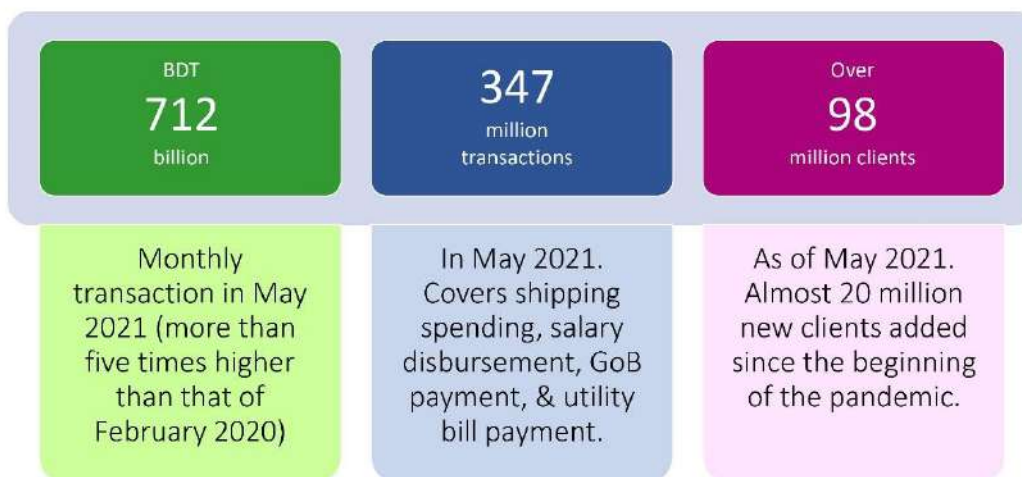 BDT
712
billion
347
million
transactions
Over
98
million clients
Monthly
transaction in May
2021 (more than
five times higher
than that of
February 2020)
In May 2021.
Covers shipping
spending, salary
disbursement, GoB
payment, & utility
bill payment.
As of May 2021.
Almost 20 million
new clients added
since the beginning
of the pandemic.